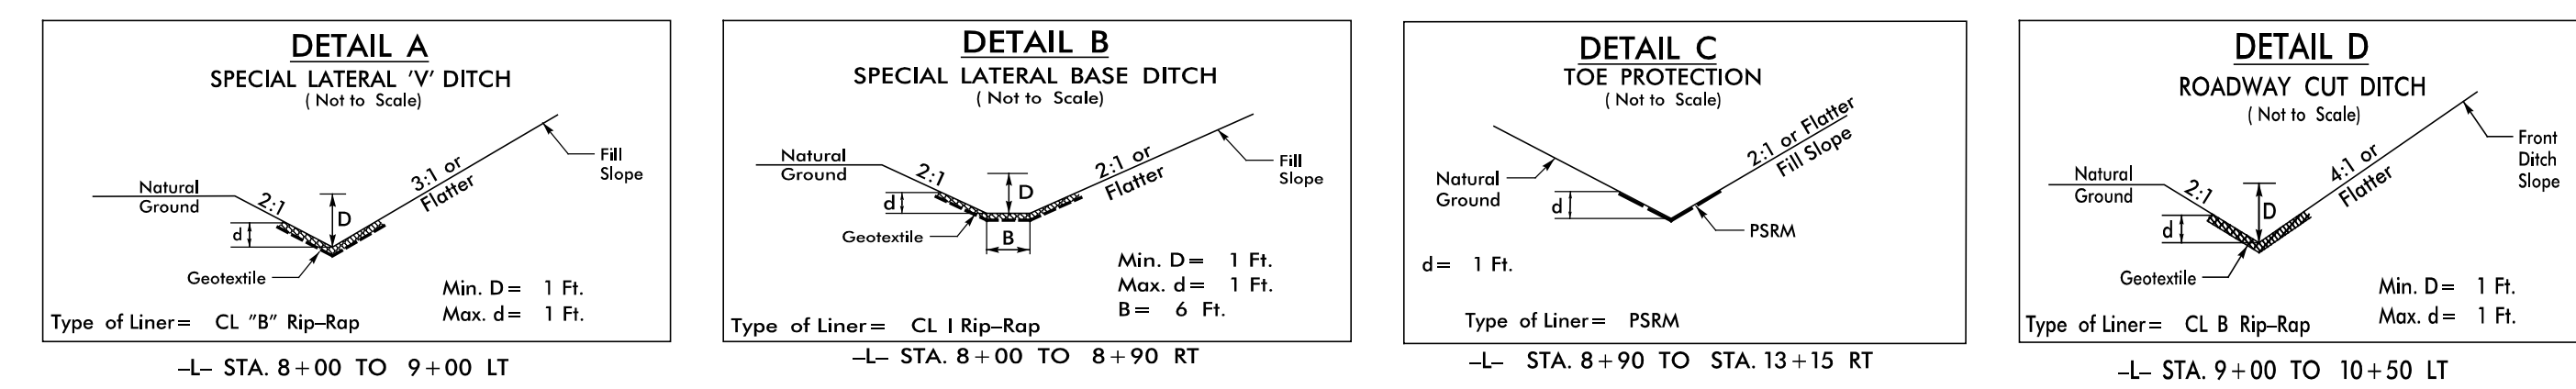 DETAIL A
SPECIAL LATERAL 'V' DITCH
( Not to Scale)
Natural
Ground
2:1
D
d
3:1 or
Flatter
Fill
Slope
Geotextile
Min. D= 1 Ft.
Max. d= 1 Ft.
Type of Liner= CL "B" Rip-Rap
-L- STA. 8+00 TO 9+00 LT
DETAIL B
SPECIAL LATERAL BASE DITCH
( Not to Scale)
Natural
Ground
2:1
D
d
2:1 or
Flatter
Fill
Slope
Geotextile
B
Min. D= 1 Ft.
Max. d= 1 Ft.
B= 6 Ft.
Type of Liner= CL I Rip-Rap
-L- STA. 8+00 TO 8+90 RT
DETAIL C
TOE PROTECTION
( Not to Scale)
2:1 or Flatter
Fill Slope
Natural
Ground
d
PSRM
d= 1 Ft.
Type of Liner= PSRM
-L- STA. 8+90 TO STA. 13+15 RT
DETAIL D
ROADWAY CUT DITCH
( Not to Scale)
Natural
Ground
2:1
D
d
4:1 or
Flatter
Front
Ditch
Slope
Geotextile
Min. D= 1 Ft.
Max. d= 1 Ft.
Type of Liner= CL B Rip-Rap
-L- STA. 9+00 TO 10+50 LT